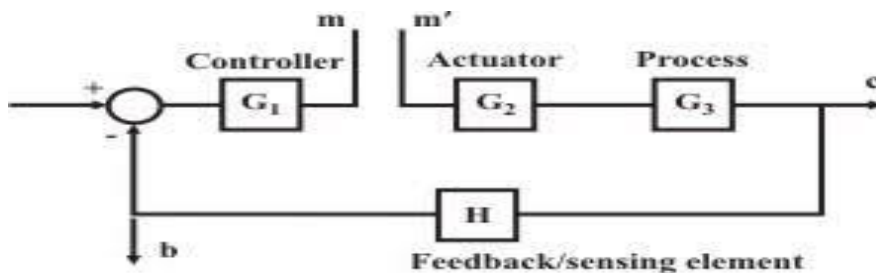 m m′
Controller Actuator Process
+ G₁ G₂ G₃ c
-
H
b
Feedback/sensing element